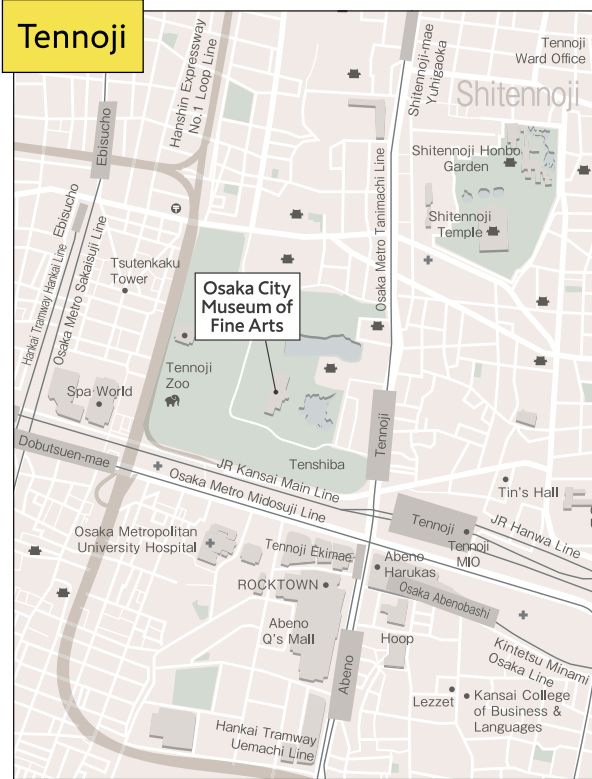 Tennoji
Tennoji
Ward Office
Shitennoji
Shitennoji-mae
Yuhigaoka
Hanshin Expressway
No.1 Loop Line
Ebisucho
Shitennoji Honbo
Garden
Shitennoji
Temple
Osaka Metro Tanimachi Line
Ebisucho
Hankai Tramway Hankai Line
Osaka Metro Sakaisuji Line
Tsutenkaku
Tower
Osaka City
Museum of
Fine Arts
Tennoji
Zoo
Spa World
Tennoji
Dobutsuen-mae
JR Kansai Main Line
Tenshiba
Osaka Metro Midosuji Line
Tin's Hall
Tennoji
JR Hanwa Line
Tennoji
MIO
Osaka Metropolitan
University Hospital
Tennoji Ekimae
Abeno
Harukas
ROCKTOWN
Osaka Abenobashi
Abeno
Q's Mall
Hoop
Kintetsu Minami
Osaka Line
Abeno
Lezzet
Kansai College
of Business &
Languages
Hankai Tramway
Uemachi Line